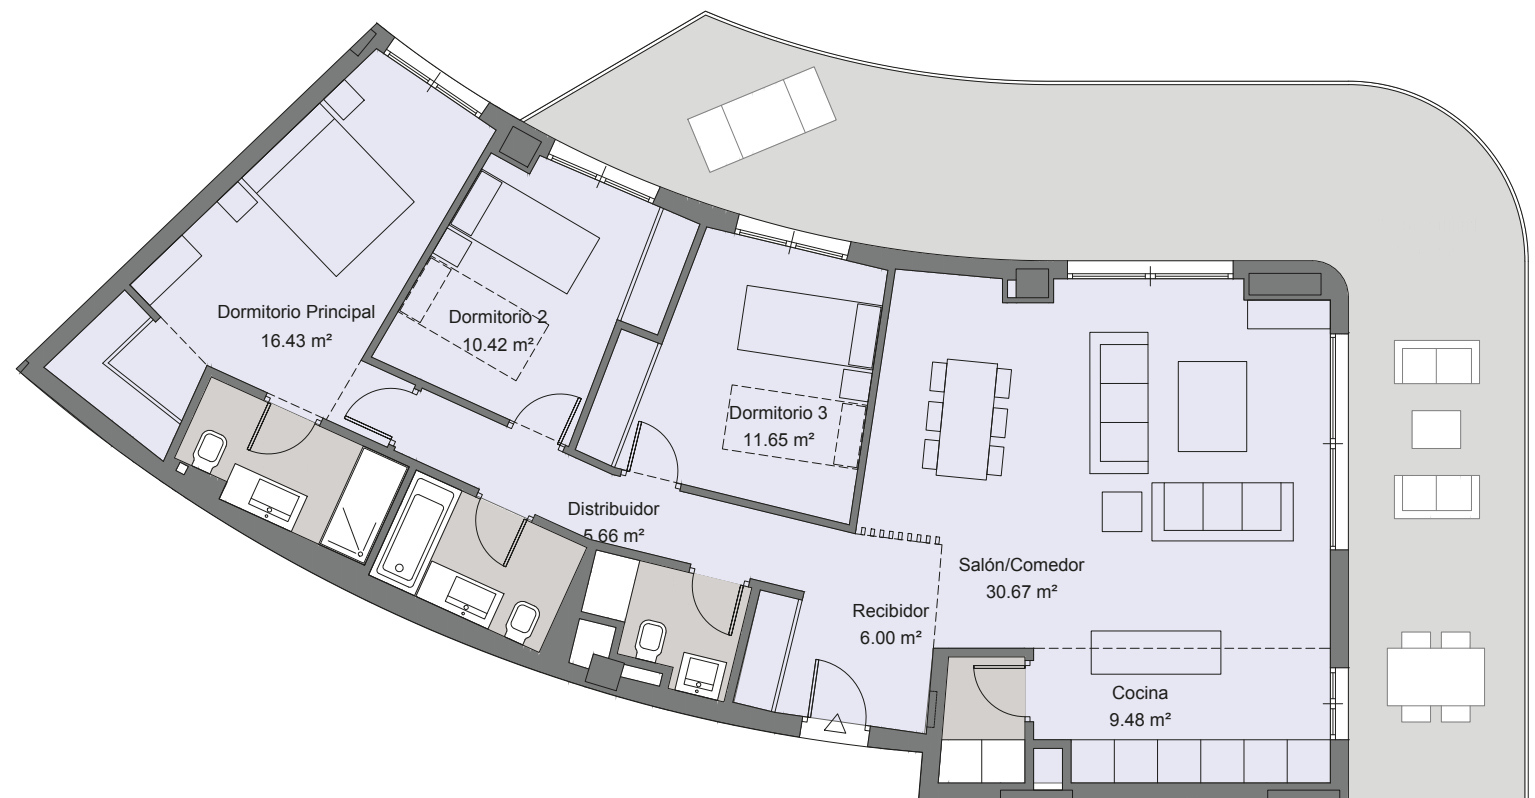 Dormitorio Principal
16.43 m²
Dormitorio 2
10.42 m²
Dormitorio 3
11.65 m²
Distribuidor
5.66 m²
Salón/Comedor
30.67 m²
Recibidor
6.00 m²
Cocina
9.48 m²